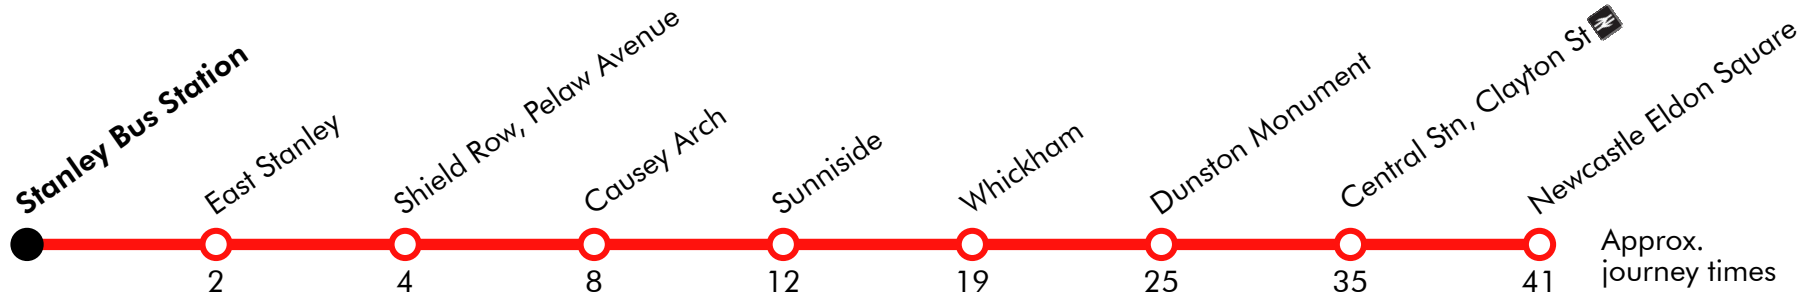 Stanley Bus Station
East Stanley
Shield Row, Pelaw Avenue
Causey Arch
Sunniside
Whickham
Dunston Monument
Central Stn, Clayton St
Newcastle Eldon Square
2
4
8
12
19
25
35
41
Approx.
journey times